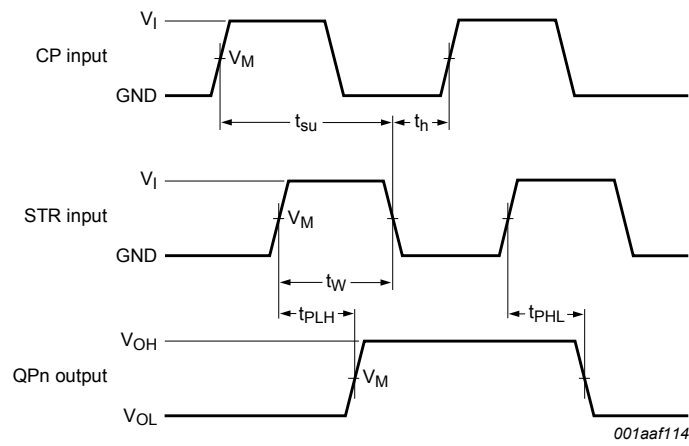 V_I
CP input
V_M
GND
t_su
t_h
V_I
STR input
V_M
GND
t_W
t_PLH
t_PHL
V_OH
QPn output
V_M
V_OL
001aaf114